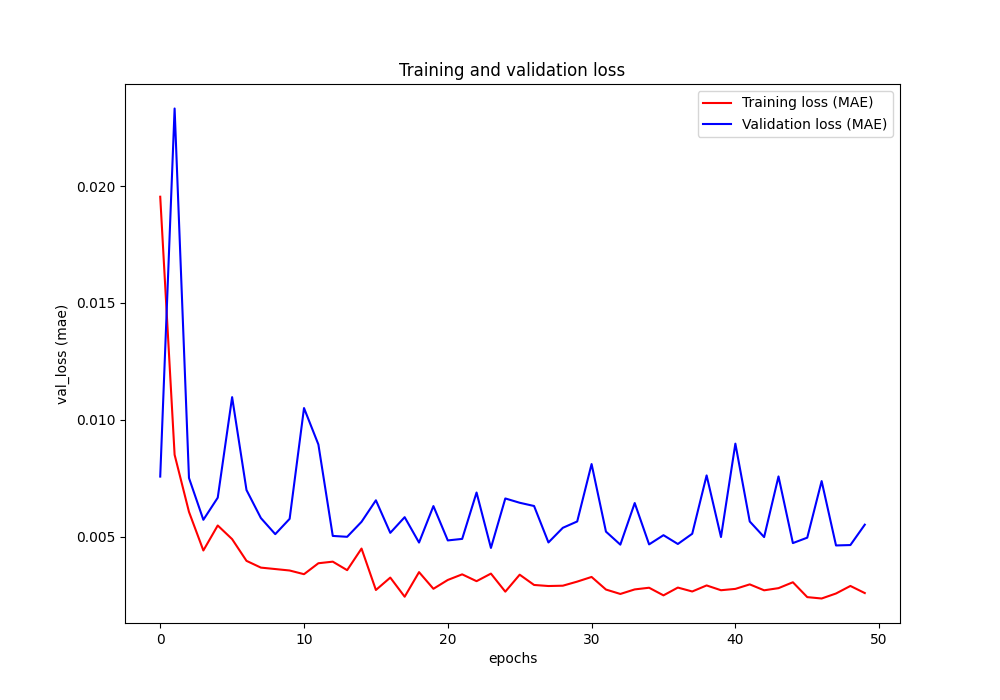 Training and validation loss
Training loss (MAE)
Validation loss (MAE)
0.020
0.015
0.010
0.005
val_loss (mae)
0 10 20 30 40 50
epochs